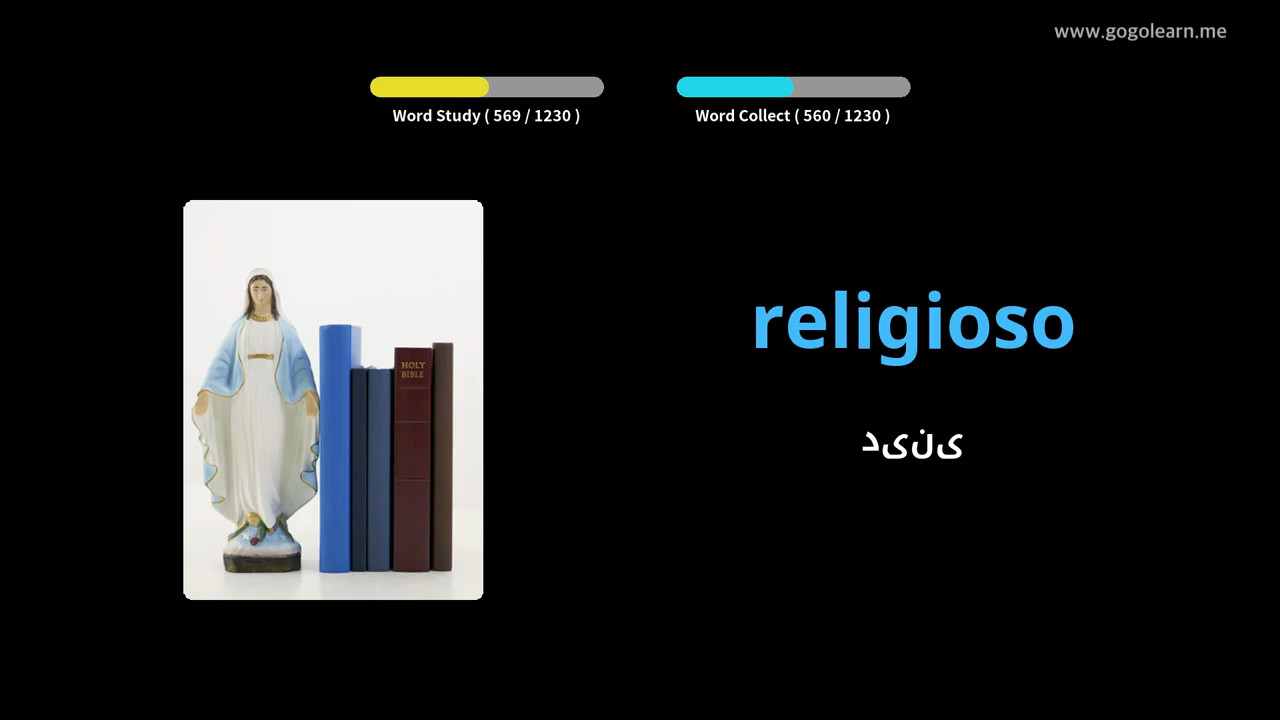 www.gogolearn.me
Word Study ( 569 / 1230 )
Word Collect ( 560 / 1230 )
HOLY
BIBLE
religioso
دینی